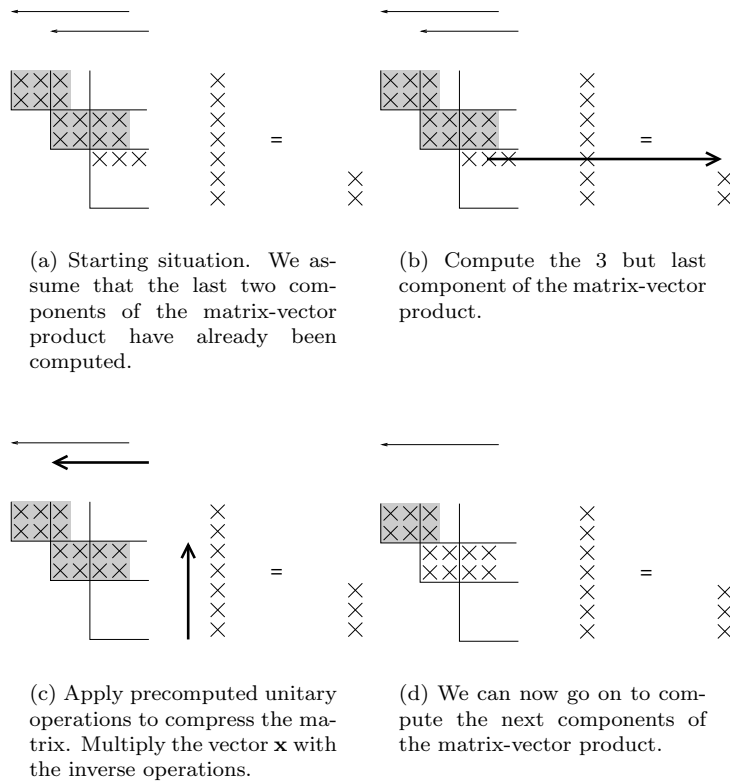 =
=
(a) Starting situation. We as-
sume that the last two com-
ponents of the matrix-vector
product have already been
computed.
(b) Compute the 3 but last
component of the matrix-vector
product.
=
=
(c) Apply precomputed unitary
operations to compress the ma-
trix. Multiply the vector x with
the inverse operations.
(d) We can now go on to com-
pute the next components of
the matrix-vector product.